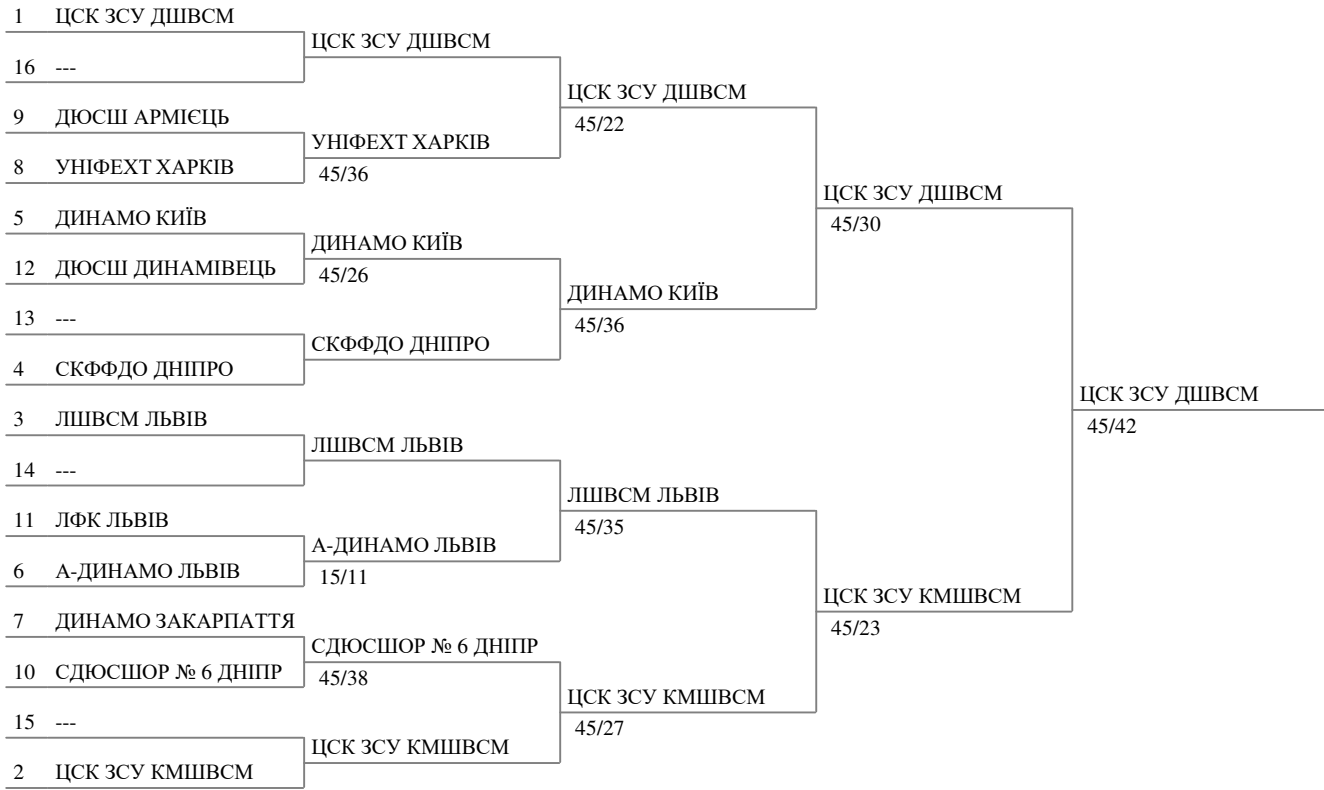 1 ЦСК ЗСУ ДШВСМ
ЦСК ЗСУ ДШВСМ
16 ---
ЦСК ЗСУ ДШВСМ
45/22
9 ДЮСШ АРМІЄЦЬ
УНІФЕХТ ХАРКІВ
45/36
8 УНІФЕХТ ХАРКІВ
ЦСК ЗСУ ДШВСМ
45/30
5 ДИНАМО КИЇВ
ДИНАМО КИЇВ
45/26
12 ДЮСШ ДИНАМІВЕЦЬ
ДИНАМО КИЇВ
45/36
13 ---
СКФФДО ДНІПРО
4 СКФФДО ДНІПРО
ЦСК ЗСУ ДШВСМ
45/42
3 ЛШВСМ ЛЬВІВ
ЛШВСМ ЛЬВІВ
14 ---
ЛШВСМ ЛЬВІВ
45/35
11 ЛФК ЛЬВІВ
А-ДИНАМО ЛЬВІВ
15/11
6 А-ДИНАМО ЛЬВІВ
ЦСК ЗСУ КМШВСМ
45/23
7 ДИНАМО ЗАКАРПАТТЯ
СДЮСШОР № 6 ДНІПР
45/38
10 СДЮСШОР № 6 ДНІПР
ЦСК ЗСУ КМШВСМ
45/27
15 ---
ЦСК ЗСУ КМШВСМ
2 ЦСК ЗСУ КМШВСМ